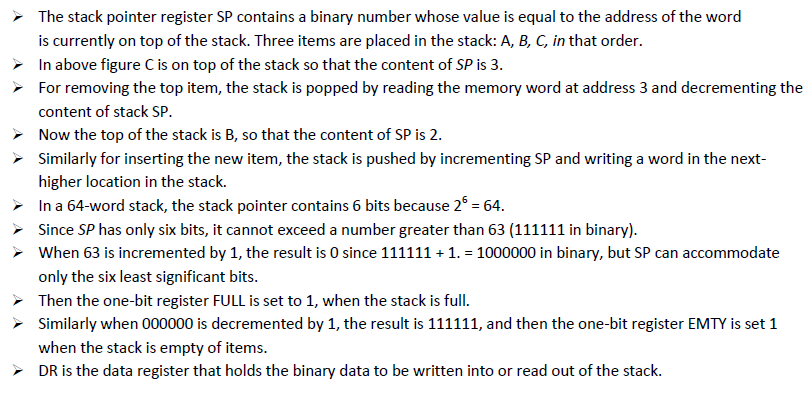 ➢ The stack pointer register SP contains a binary number whose value is equal to the address of the word
is currently on top of the stack. Three items are placed in the stack: A, B, C, in that order.
➢ In above figure C is on top of the stack so that the content of SP is 3.
➢ For removing the top item, the stack is popped by reading the memory word at address 3 and decrementing the
content of stack SP.
➢ Now the top of the stack is B, so that the content of SP is 2.
➢ Similarly for inserting the new item, the stack is pushed by incrementing SP and writing a word in the next-
higher location in the stack.
➢ In a 64-word stack, the stack pointer contains 6 bits because 2⁶ = 64.
➢ Since SP has only six bits, it cannot exceed a number greater than 63 (111111 in binary).
➢ When 63 is incremented by 1, the result is 0 since 111111 + 1. = 1000000 in binary, but SP can accommodate
only the six least significant bits.
➢ Then the one-bit register FULL is set to 1, when the stack is full.
➢ Similarly when 000000 is decremented by 1, the result is 111111, and then the one-bit register EMTY is set 1
when the stack is empty of items.
➢ DR is the data register that holds the binary data to be written into or read out of the stack.